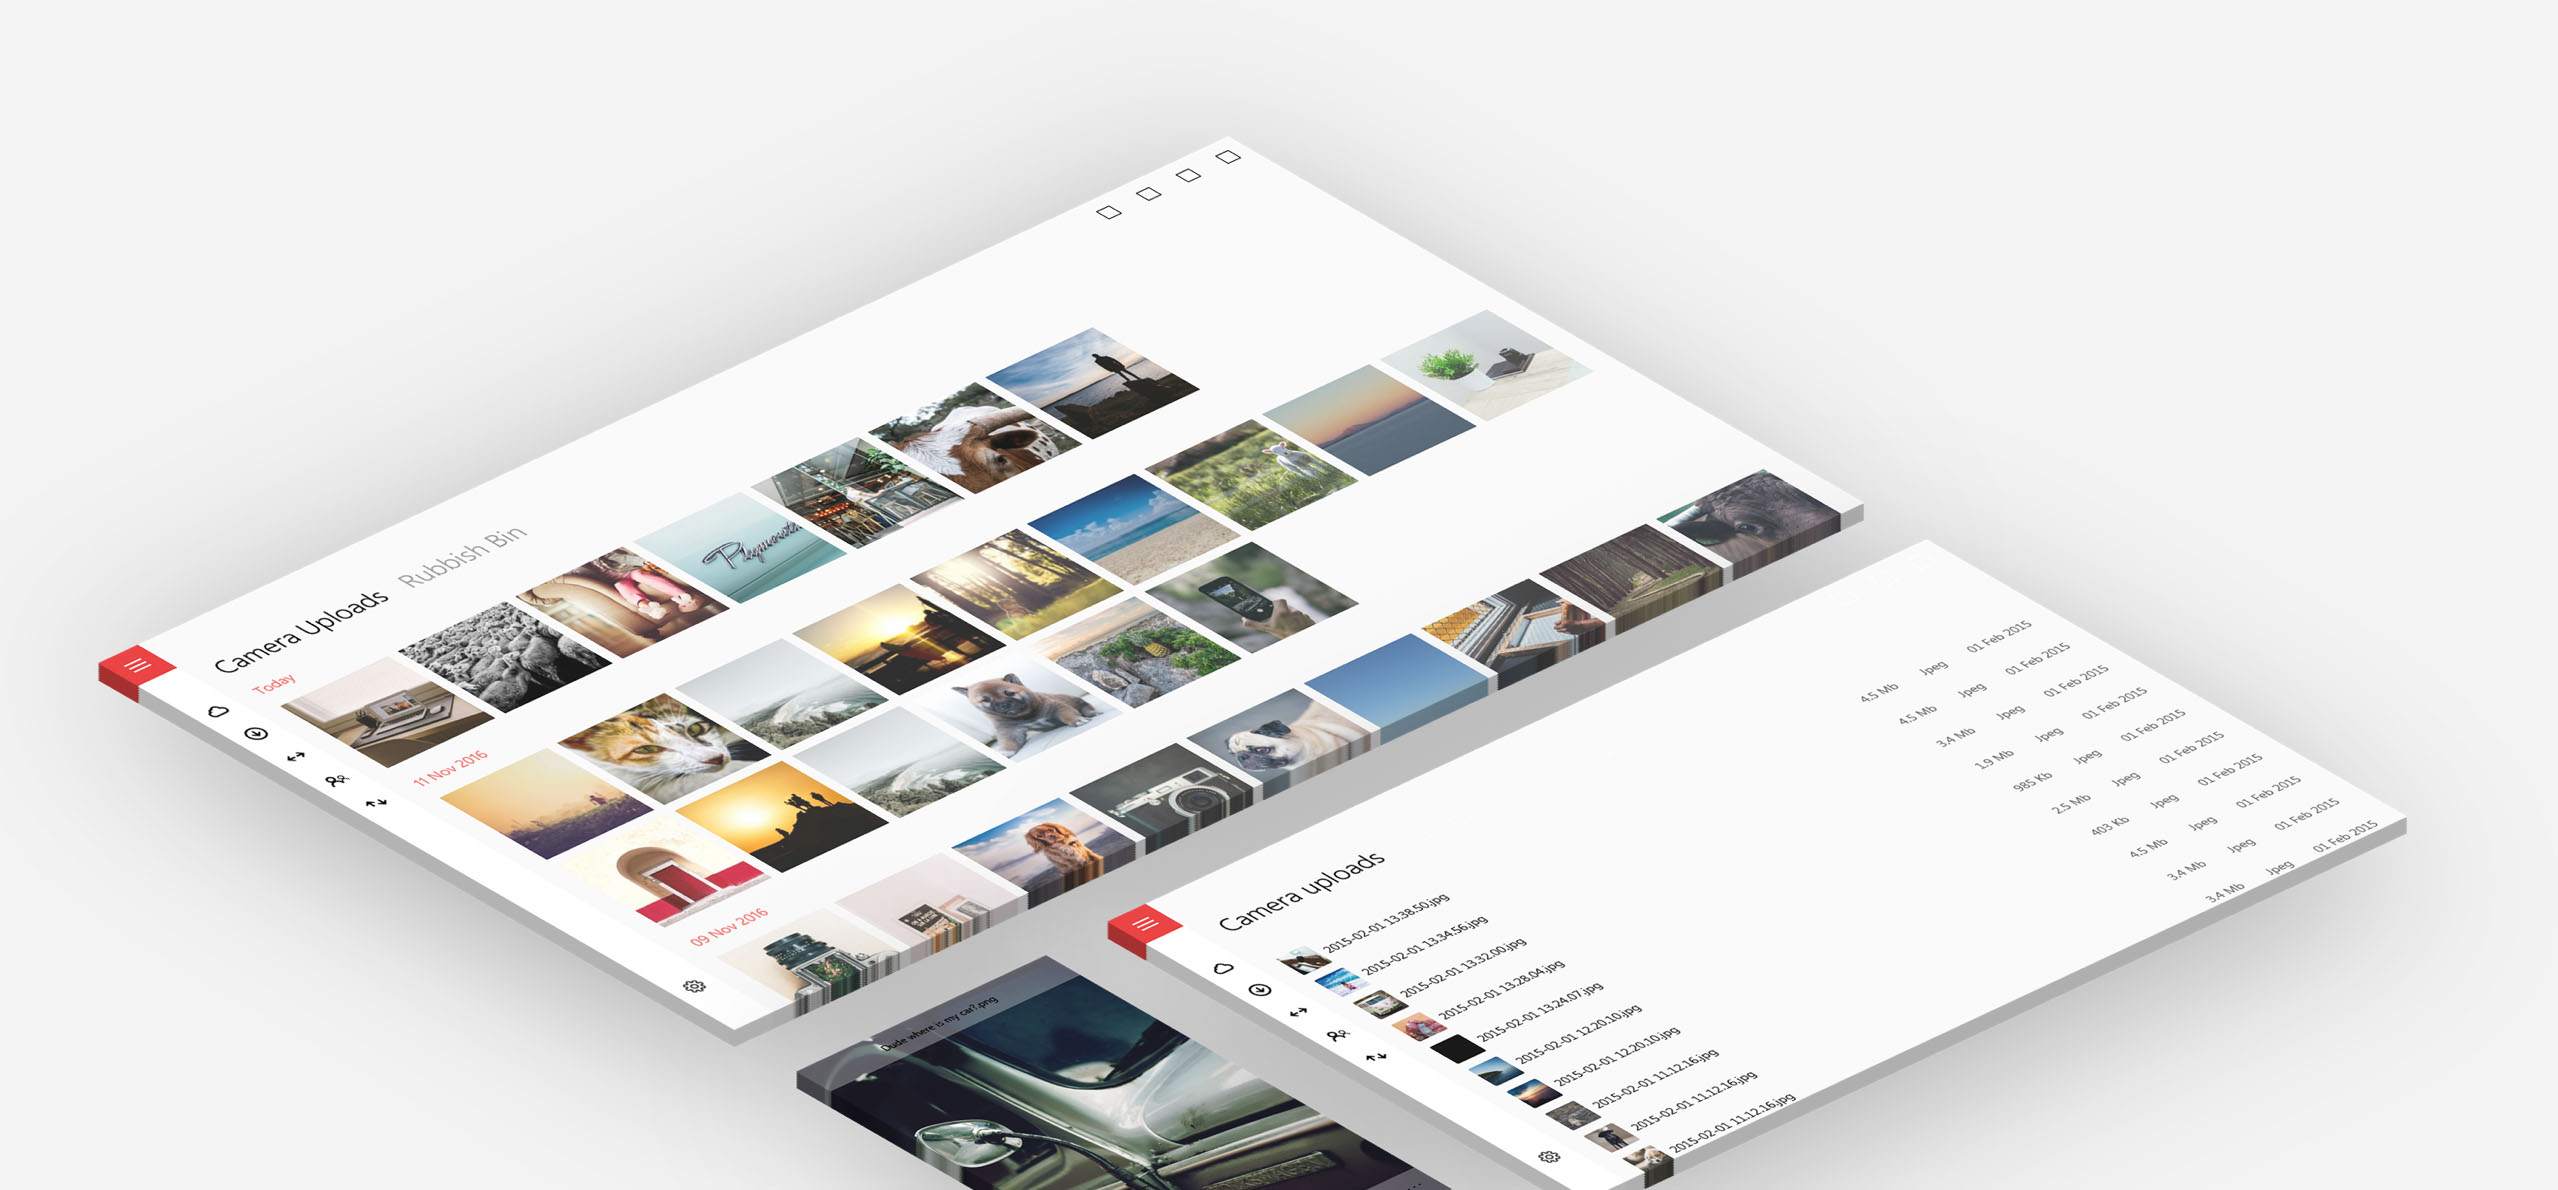 Camera Uploads Rubbish Bin
Today
Plymouth
11 Nov 2016
09 Nov 2016
Camera uploads
2015-02-01 13.38.50.jpg 4.5 Mb Jpeg 01 Feb 2015
2015-02-01 13.34.56.jpg 4.5 Mb Jpeg 01 Feb 2015
2015-02-01 13.32.00.jpg 3.4 Mb Jpeg 01 Feb 2015
2015-02-01 13.28.04.jpg 1.9 Mb Jpeg 01 Feb 2015
2015-02-01 13.24.07.jpg 985 Kb Jpeg 01 Feb 2015
2015-02-01 12.20.10.jpg 2.5 Mb Jpeg 01 Feb 2015
2015-02-01 12.20.10.jpg 403 Kb Jpeg 01 Feb 2015
2015-02-01 11.12.16.jpg 4.5 Mb Jpeg 01 Feb 2015
2015-02-01 11.12.16.jpg 3.4 Mb Jpeg 01 Feb 2015
2015-02-01 11.12.16.jpg 3.4 Mb Jpeg 01 Feb 2015
Dude where is my car?.png